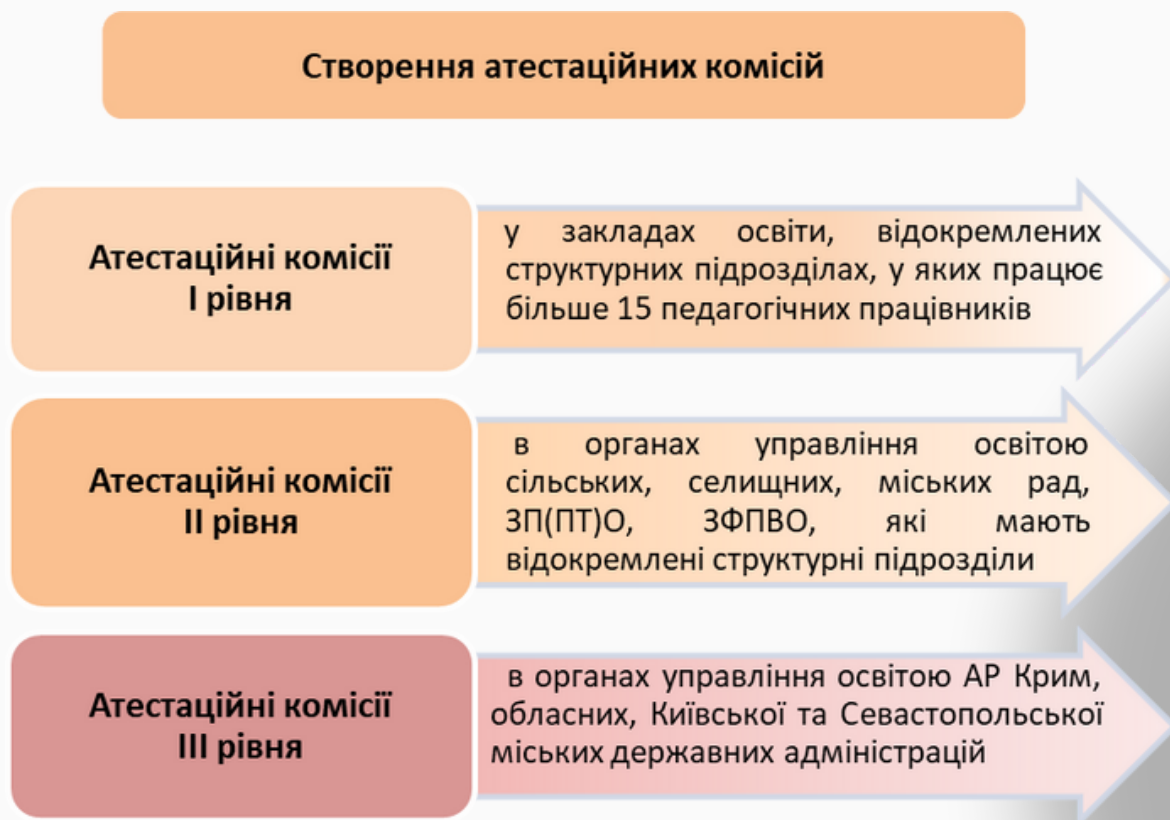 Створення атестаційних комісій
Атестаційні комісії
І рівня
у закладах освіти, відокремлених
структурних підрозділах, у яких працює
більше 15 педагогічних працівників
Атестаційні комісії
ІІ рівня
в органах управління освітою
сільських, селищних, міських рад,
ЗП(ПТ)О, ЗФПВО, які мають
відокремлені структурні підрозділи
Атестаційні комісії
ІІІ рівня
в органах управління освітою АР Крим,
обласних, Київської та Севастопольської
міських державних адміністрацій